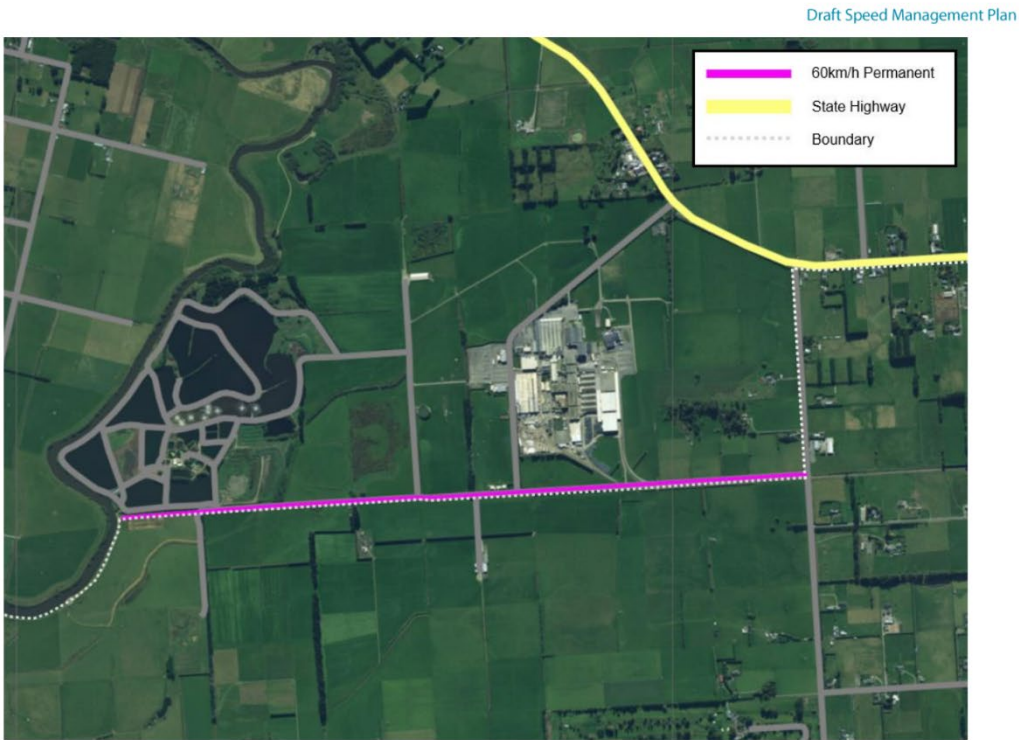 Draft Speed Management Plan
60km/h Permanent
State Highway
Boundary